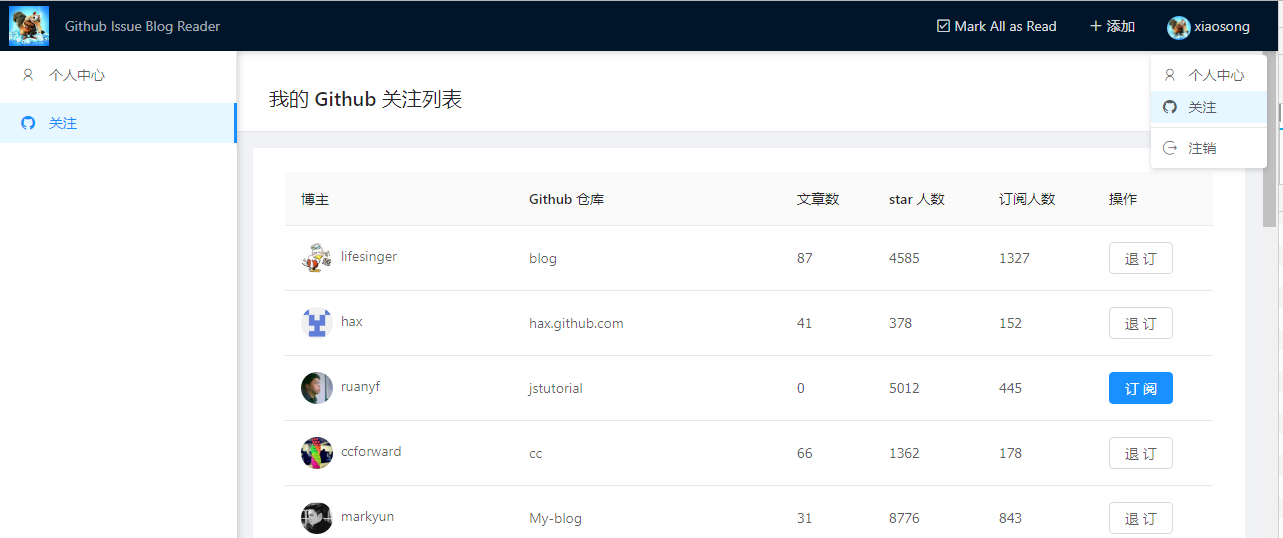 Github Issue Blog Reader Mark All as Read 添加 xiaosong
个人中心
关注
个人中心
关注
注销
我的 Github 关注列表
博主 Github 仓库 文章数 star 人数 订阅人数 操作
lifesinger blog 87 4585 1327 退 订
hax hax.github.com 41 378 152 退 订
ruanyf jstutorial 0 5012 445 订 阅
ccforward cc 66 1362 178 退 订
markyun My-blog 31 8776 843 退 订